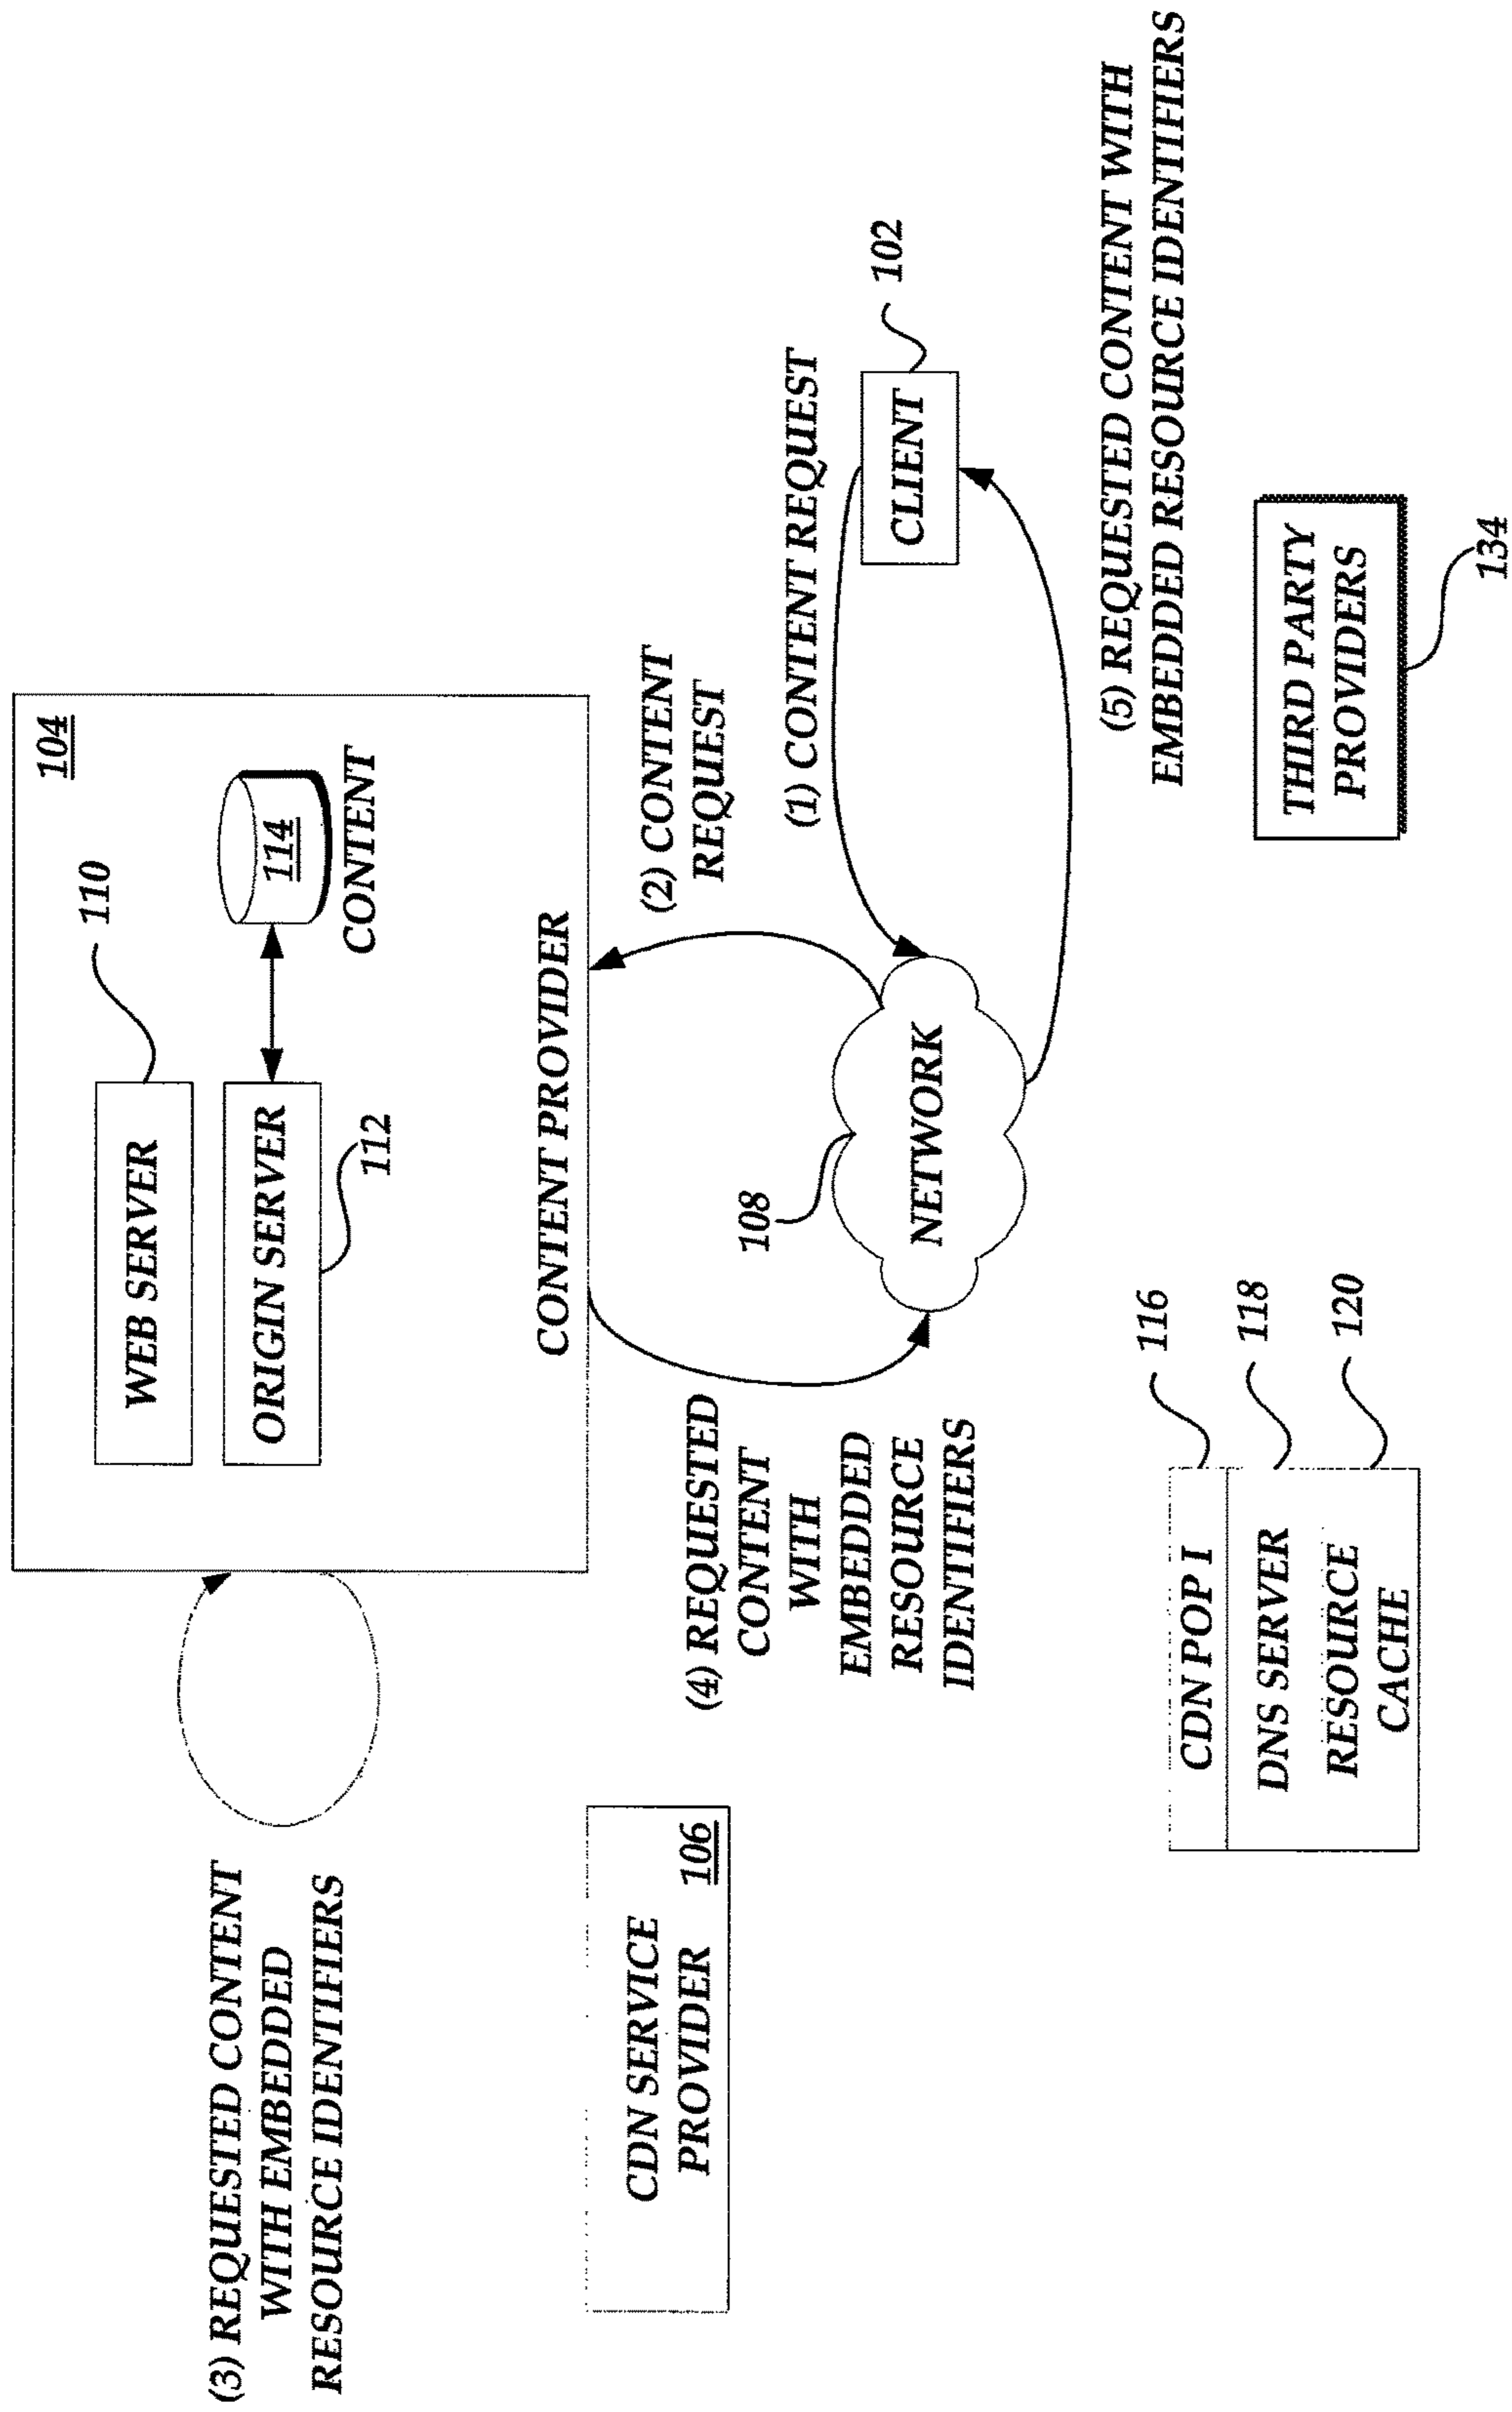 104
WEB SERVER
110
ORIGIN SERVER
112
114
CONTENT
CONTENT PROVIDER
(3) REQUESTED CONTENT
WITH EMBEDDED
RESOURCE IDENTIFIERS
CDN SERVICE
PROVIDER
106
(4) REQUESTED
CONTENT
WITH
EMBEDDED
RESOURCE
IDENTIFIERS
(2) CONTENT
REQUEST
108
NETWORK
(1) CONTENT REQUEST
CLIENT
102
(5) REQUESTED CONTENT WITH
EMBEDDED RESOURCE IDENTIFIERS
CDN POP I
116
DNS SERVER
118
RESOURCE
CACHE
120
THIRD PARTY
PROVIDERS
134